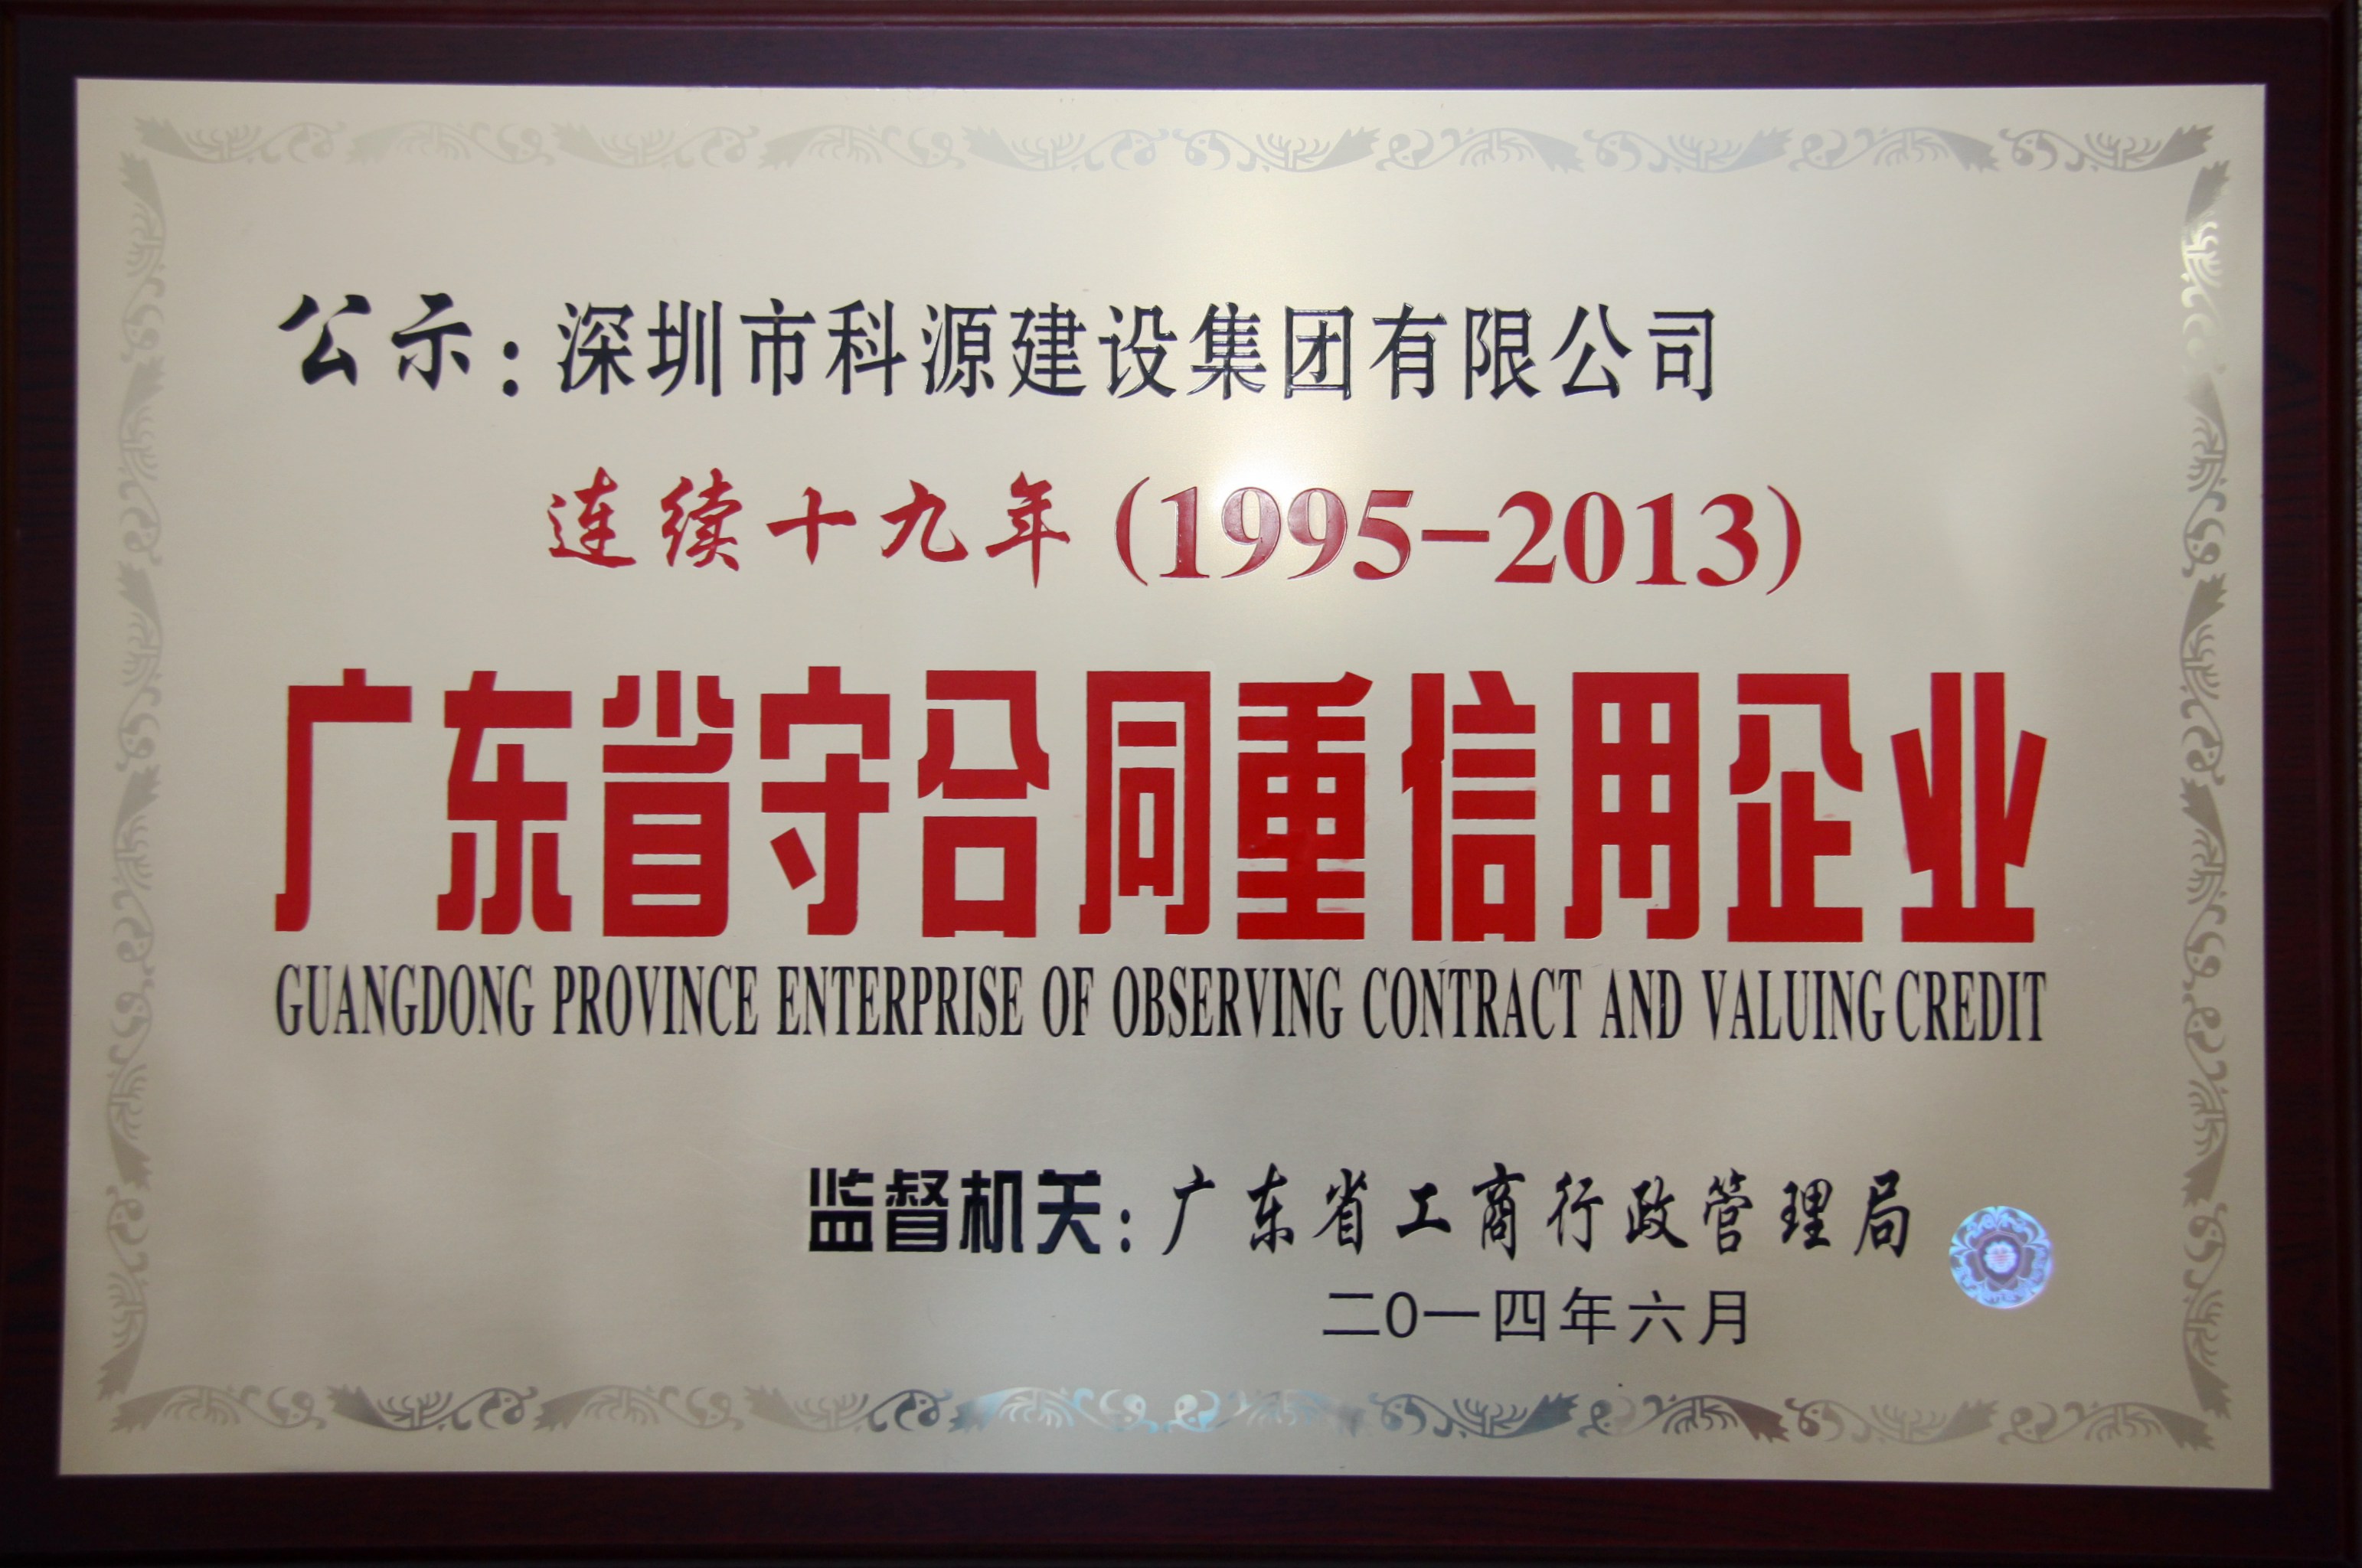 公示：深圳市科源建设集团有限公司
连续十九年(1995-2013)
广东省守合同重信用企业
GUANGDONG PROVINCE ENTERPRISE OF OBSERVING CONTRACT AND VALUING CREDIT
监督机关：广东省工商行政管理局
二〇一四年六月